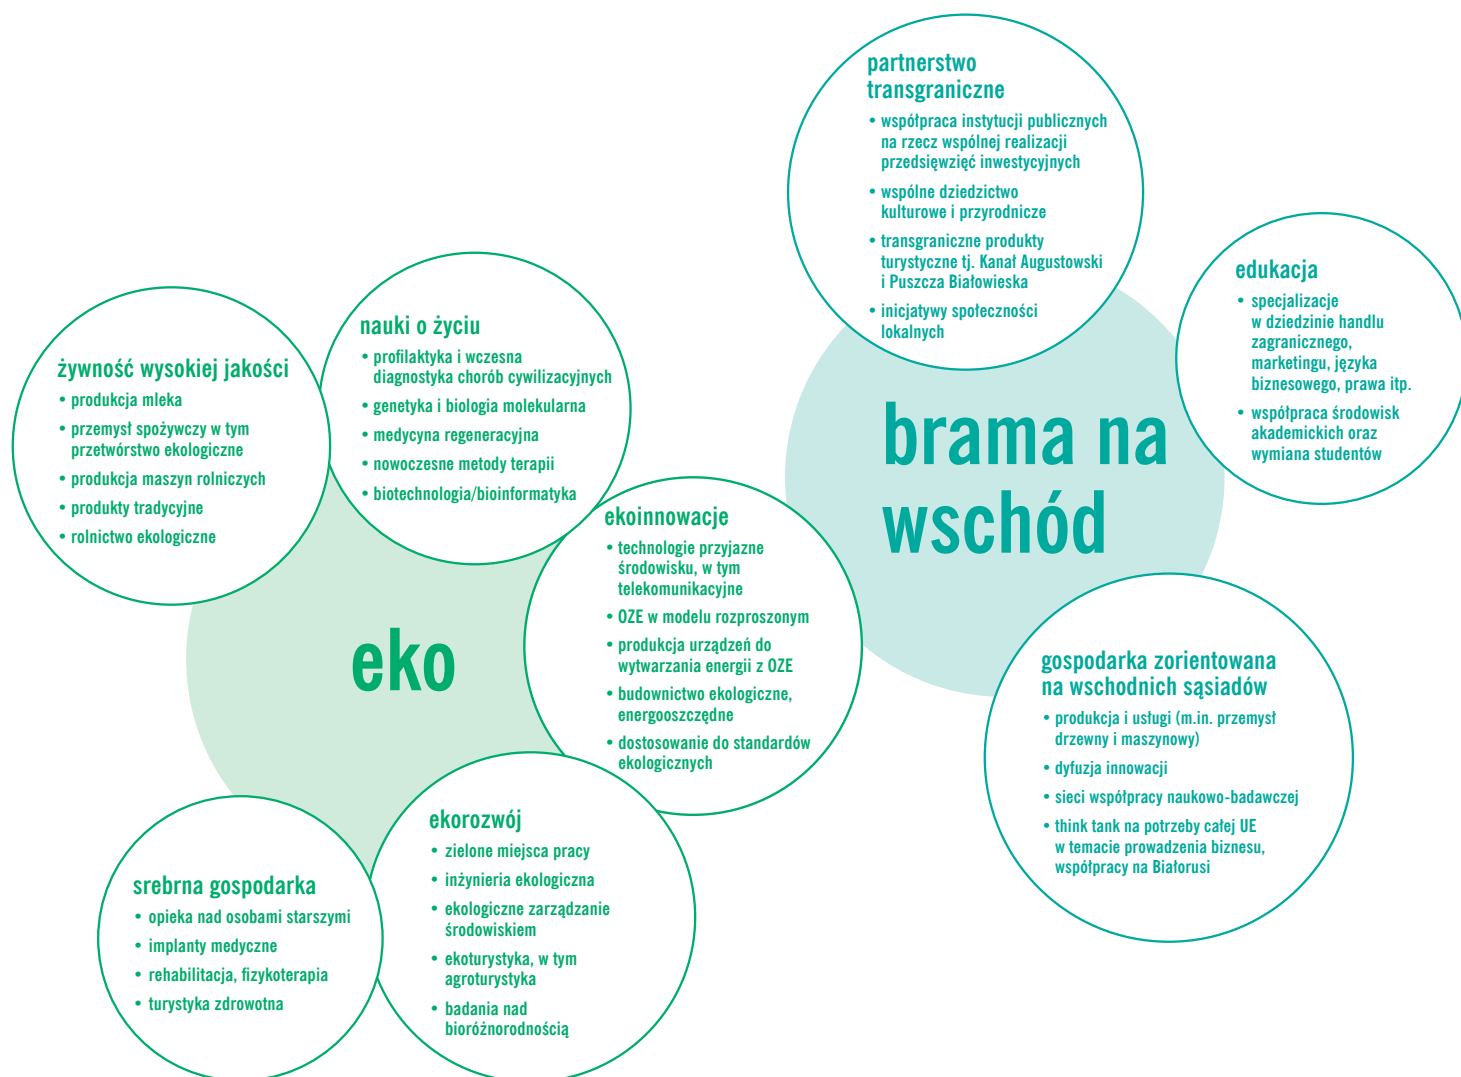 żywność wysokiej jakości
• produkcja mleka
• przemysł spożywczy w tym
przetwórstwo ekologiczne
• produkcja maszyn rolniczych
• produkty tradycyjne
• rolnictwo ekologiczne
nauki o życiu
• profilaktyka i wczesna
diagnostyka chorób cywilizacyjnych
• genetyka i biologia molekularna
• medycyna regeneracyjna
• nowoczesne metody terapii
• biotechnologia/bioinformatyka
ekoinnowacje
• technologie przyjazne
środowisku, w tym
telekomunikacyjne
• OZE w modelu rozproszonym
• produkcja urządzeń do
wytwarzania energii z OZE
• budownictwo ekologiczne,
energooszczędne
• dostosowanie do standardów
ekologicznych
eko
srebrna gospodarka
• opieka nad osobami starszymi
• implanty medyczne
• rehabilitacja, fizykoterapia
• turystyka zdrowotna
ekorozwój
• zielone miejsca pracy
• inżynieria ekologiczna
• ekologiczne zarządzanie
środowiskiem
• ekoturystyka, w tym
agroturystyka
• badania nad
bioróżnorodnością
partnerstwo
transgraniczne
• współpraca instytucji publicznych
na rzecz wspólnej realizacji
przedsięwzięć inwestycyjnych
• wspólne dziedzictwo
kulturowe i przyrodnicze
• transgraniczne produkty
turystyczne tj. Kanał Augustowski
i Puszcza Białowieska
• inicjatywy społeczności
lokalnych
edukacja
• specjalizacje
w dziedzinie handlu
zagranicznego,
marketingu, języka
biznesowego, prawa itp.
• współpraca środowisk
akademickich oraz
wymiana studentów
brama na
wschód
gospodarka zorientowana
na wschodnich sąsiadów
• produkcja i usługi (m.in. przemysł
drzewny i maszynowy)
• dyfuzja innowacji
• sieci współpracy naukowo-badawczej
• think tank na potrzeby całej UE
w temacie prowadzenia biznesu,
współpracy na Białorusi